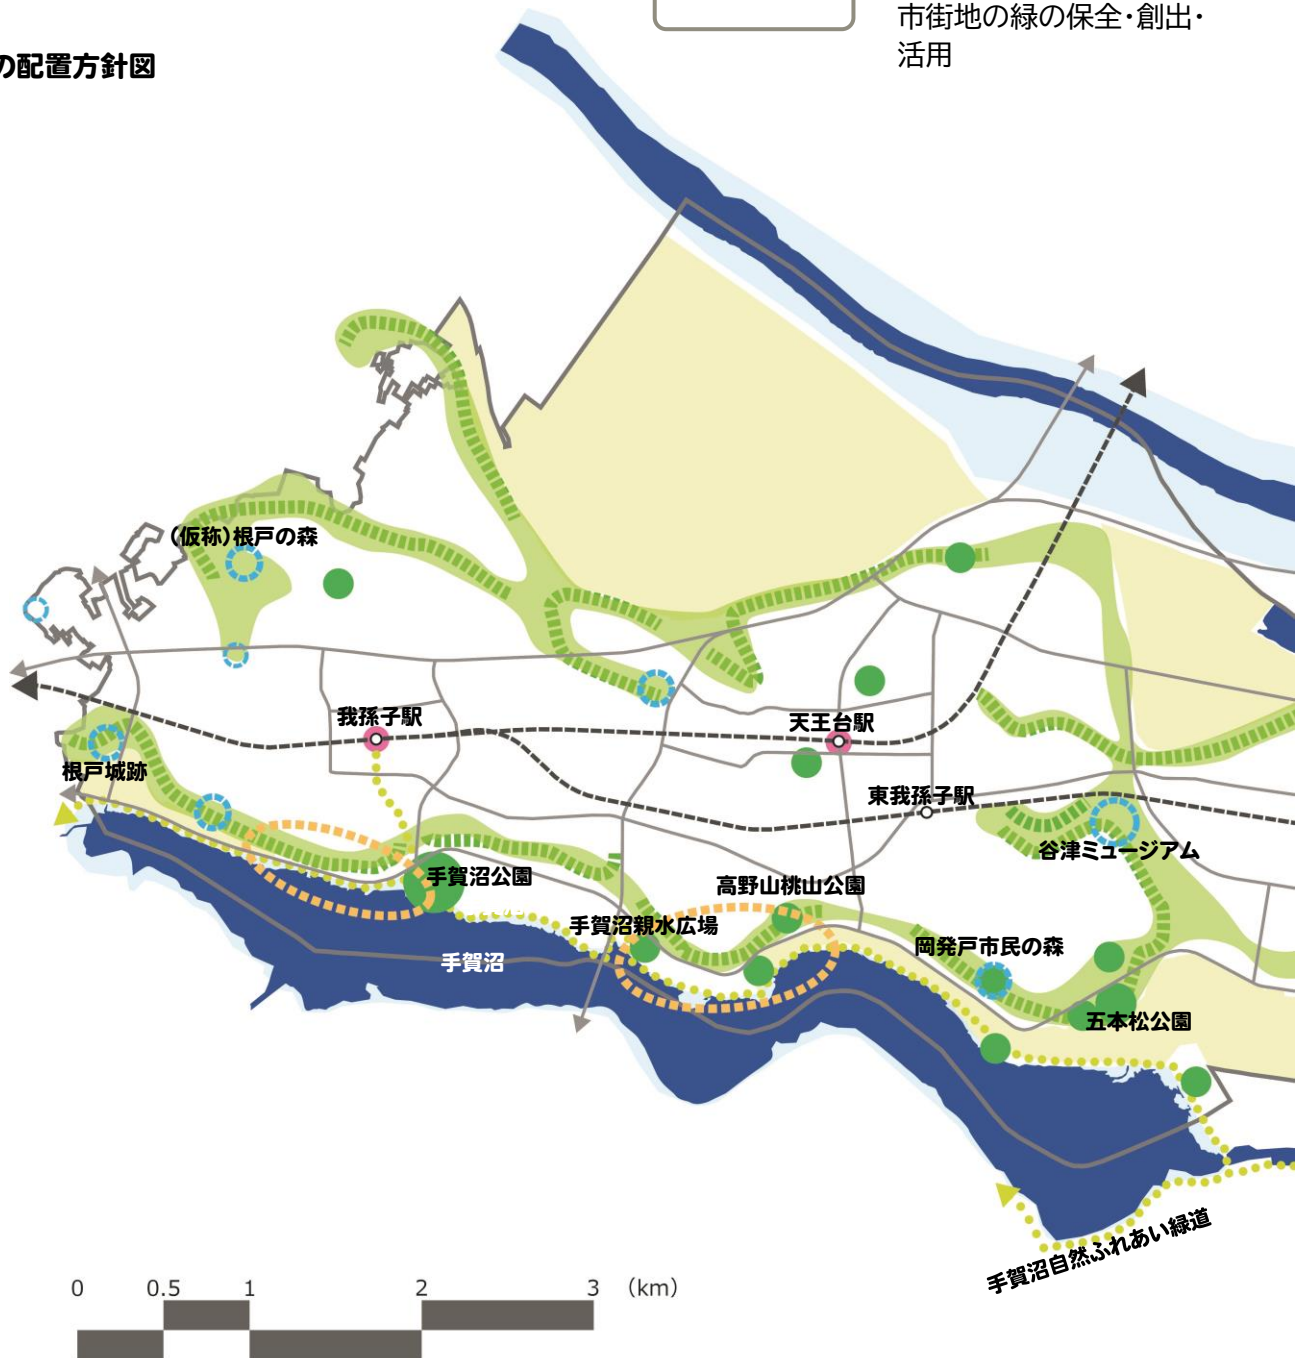 市街地の緑の保全・創出・
活用
の配置方針図
（仮称）根戸の森
我孫子駅
天王台駅
根戸城跡
東我孫子駅
谷津ミュージアム
手賀沼公園
高野山桃山公園
手賀沼親水広場
岡発戸市民の森
手賀沼
五本松公園
手賀沼自然ふれあい緑道
0 0.5 1 2 3 （km）